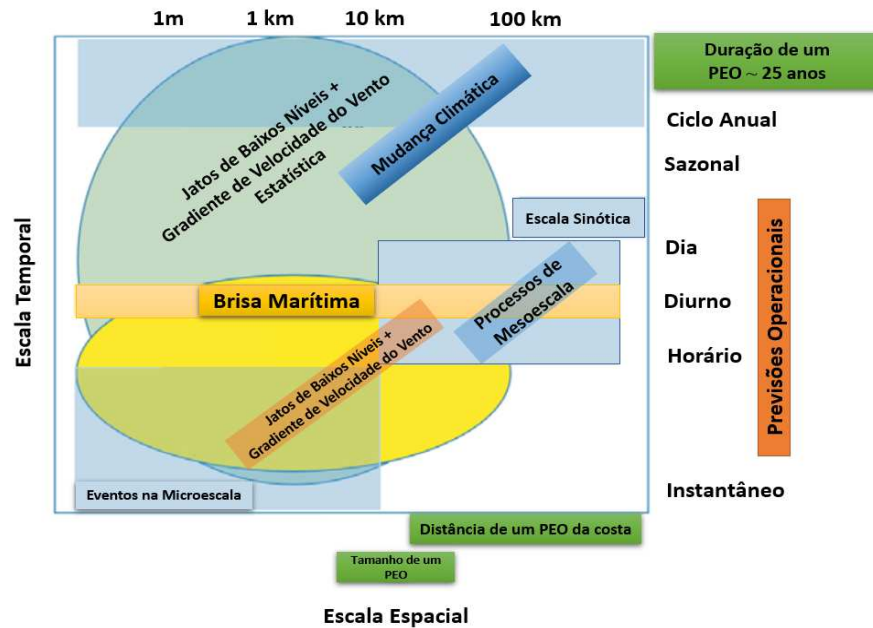 1m 1 km 10 km 100 km
Duração de um
PEO ~ 25 anos
Jatos de Baixos Níveis +
Gradiente de Velocidade do Vento
Estatística
Mudança Climática
Ciclo Anual
Sazonal
Escala Sinótica
Escala Temporal
Dia
Processos de
Mesoescala
Brisa Marítima
Diurno
Jatos de Baixos Níveis +
Gradiente de Velocidade do Vento
Horário
Previsões Operacionais
Eventos na Microescala
Instantâneo
Distância de um PEO da costa
Tamanho de um
PEO
Escala Espacial